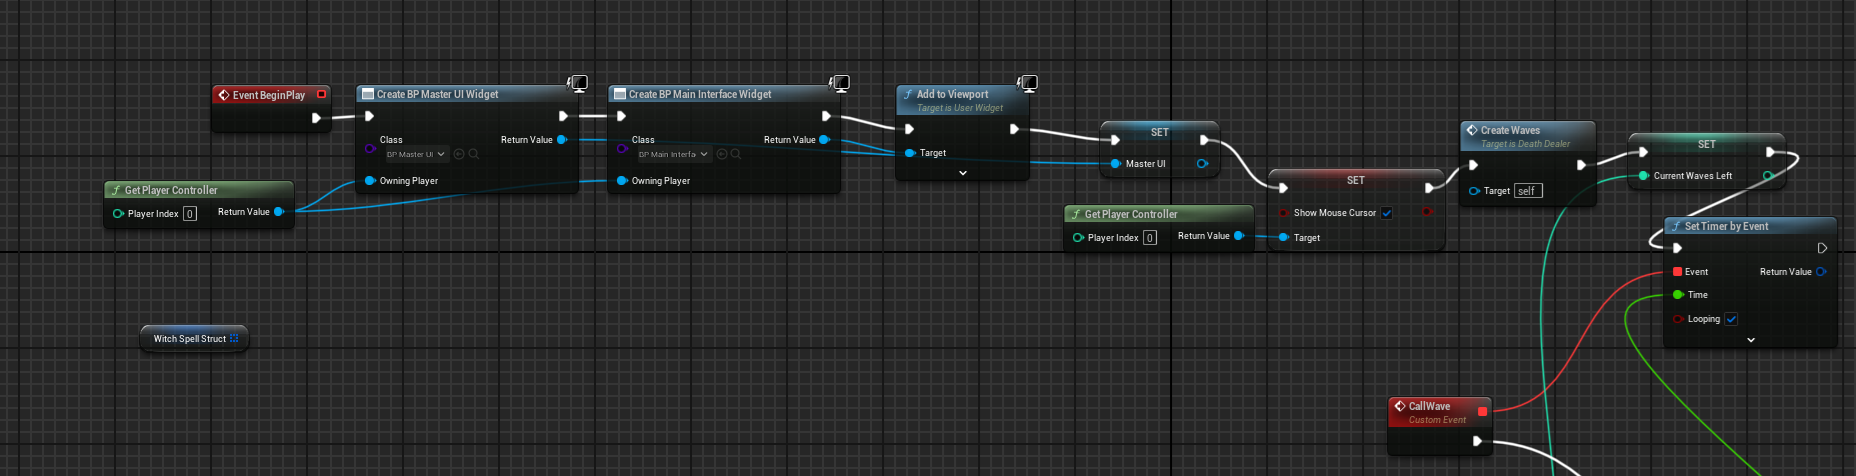 Event BeginPlay
Create BP Master UI Widget
Class
Return Value
BP Master UI
Owning Player
Create BP Main Interface Widget
Class
Return Value
BP Main Interfa
Owning Player
Add to Viewport
Target is User Widget
Target
SET
Master UI
Get Player Controller
Player Index 0
Return Value
Get Player Controller
Player Index 0
Return Value
SET
Show Mouse Cursor
Target
Create Waves
Target is Death Dealer
Target self
SET
Current Waves Left
Set Timer by Event
Event
Return Value
Time
Looping
Witch Spell Struct
CallWave
Custom Event